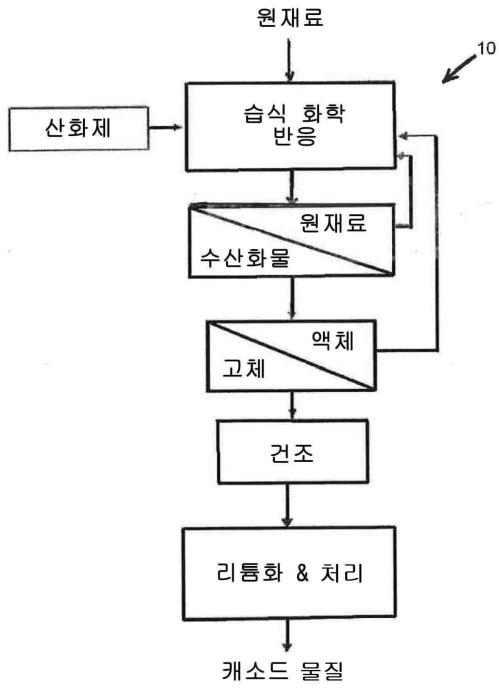 원재료
10
산화제
습식 화학
반응
원재료
수산화물
액체
고체
건조
리튬화 & 처리
캐소드 물질